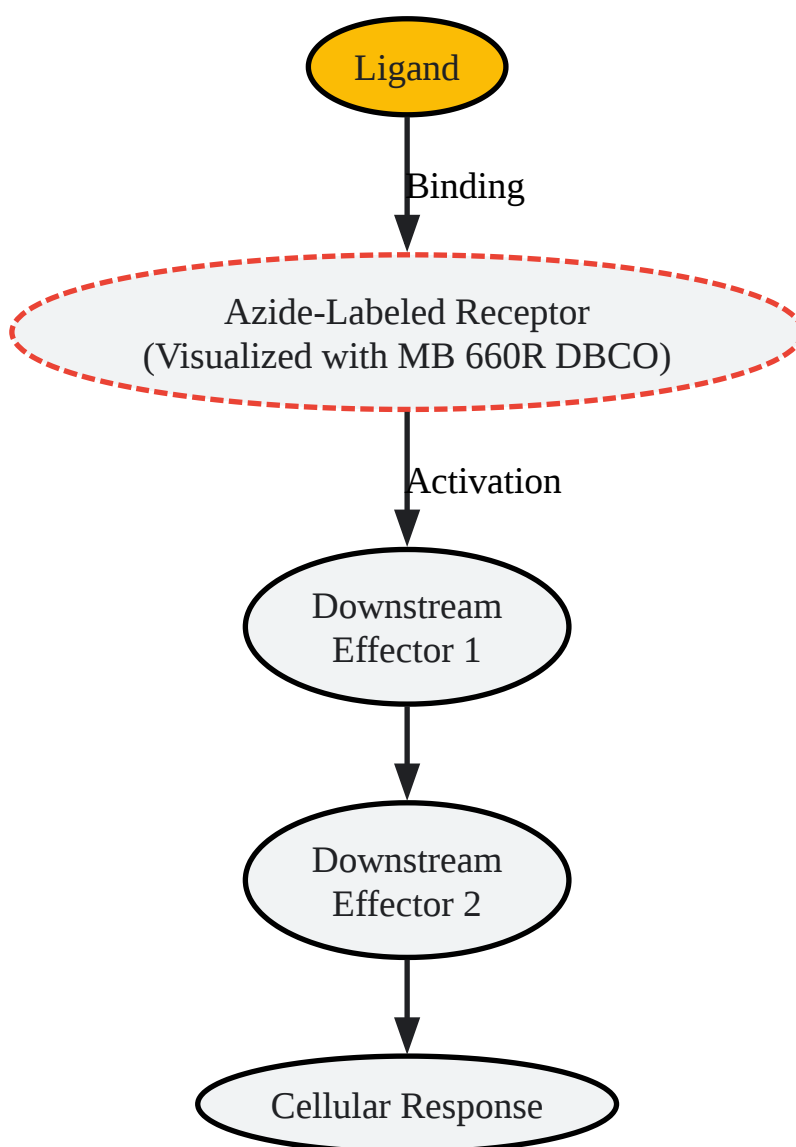 Ligand
Binding
Azide-Labeled Receptor
(Visualized with MB 660R DBCO)
Activation
Downstream
Effector 1
Downstream
Effector 2
Cellular Response